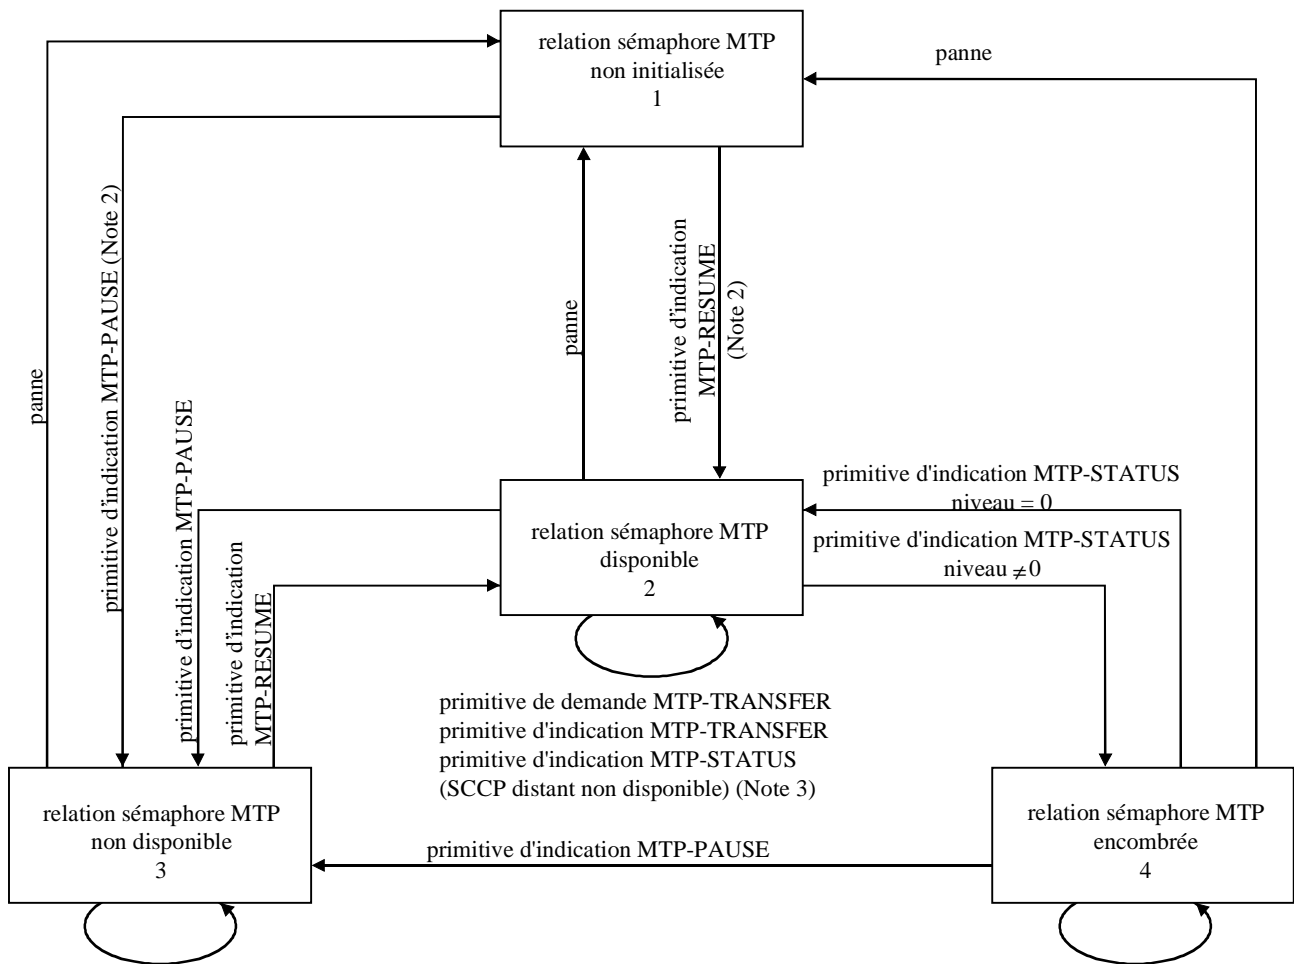 relation sémaphore MTP
non initialisée
1
panne
panne
primitive d'indication MTP-PAUSE (Note 2)
primitive d'indication MTP-PAUSE
primitive d'indication
MTP-RESUME
panne
primitive d'indication
MTP-RESUME
(Note 2)
primitive d'indication MTP-STATUS
niveau = 0
primitive d'indication MTP-STATUS
niveau ≠0
relation sémaphore MTP
disponible
2
primitive de demande MTP-TRANSFER
primitive d'indication MTP-TRANSFER
primitive d'indication MTP-STATUS
(SCCP distant non disponible) (Note 3)
relation sémaphore MTP
non disponible
3
primitive d'indication MTP-PAUSE
relation sémaphore MTP
encombrée
4